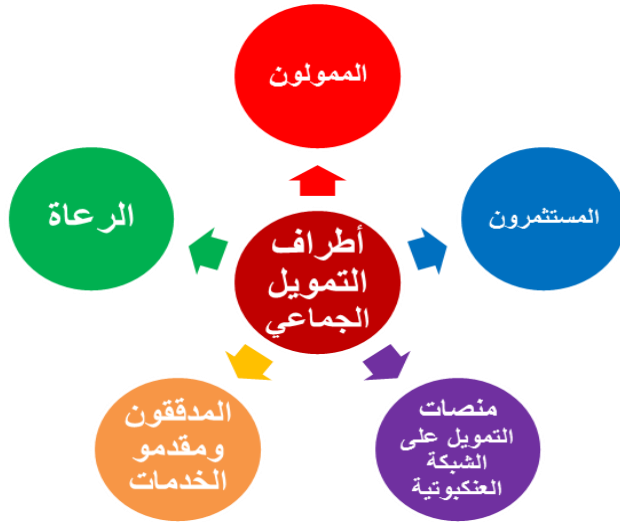 الممولون
المستثمرون
الرعاة
أطراف
التمويل
الجماعي
منصات
التمويل على
الشبكة
العنكبوتية
المدققون
ومقدمو
الخدمات